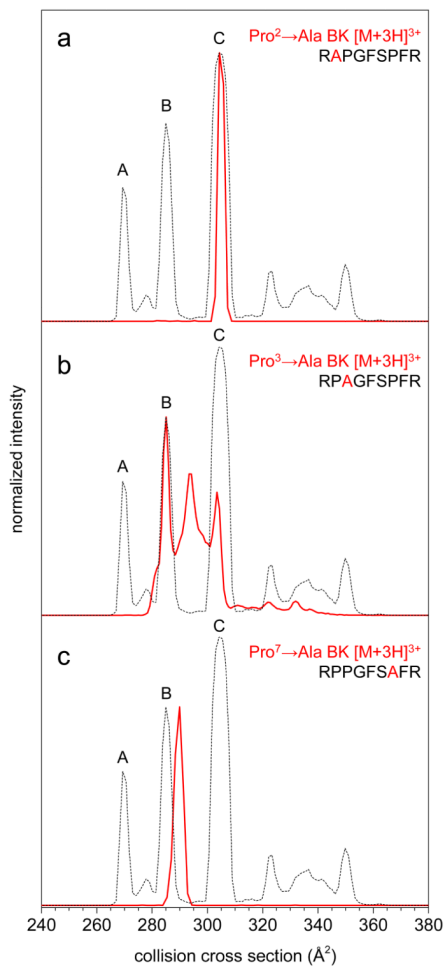 a
C
Pro²→Ala BK [M+3H]³⁺
RAPGFSPFR
B
A
b
C
Pro³→Ala BK [M+3H]³⁺
RPAGFSPFR
B
A
c
C
Pro⁷→Ala BK [M+3H]³⁺
RPPGFSAFR
B
A
normalized intensity
240 260 280 300 320 340 360 380
collision cross section (Å²)